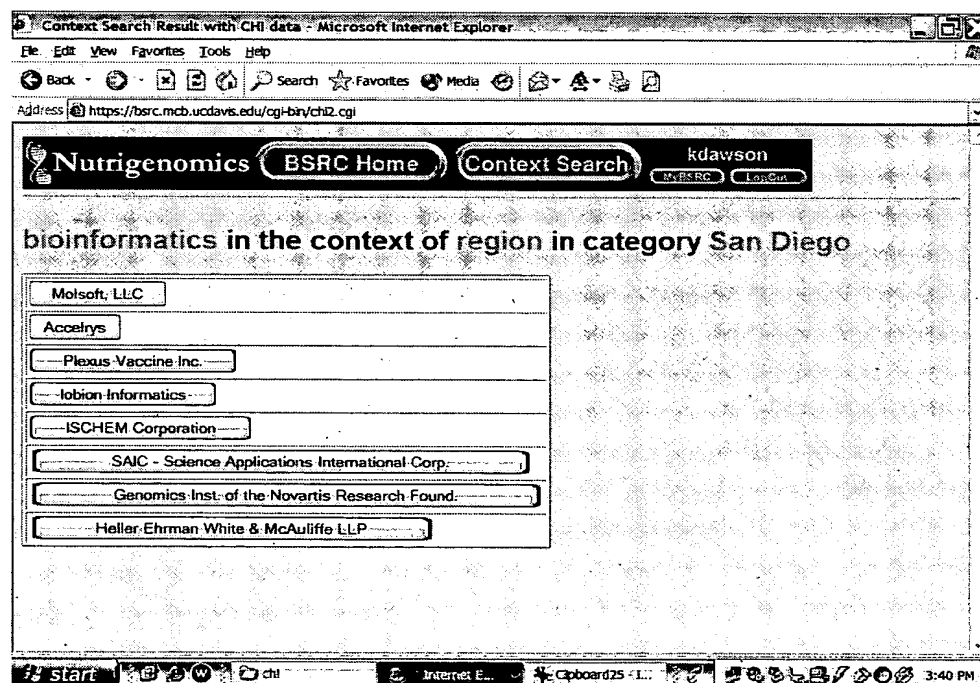 Context Search Result with CHI data - Microsoft Internet Explorer
File Edit View Favorites Tools Help
Back Search Favorites Media
Address https://bsrc.mcb.ucdavis.edu/cgi-bin/chi2.cgi
Nutrigenomics BSRC Home Context Search kdawson
MyBSRC LogOut
bioinformatics in the context of region in category San Diego
Molsoft, LLC
Accelrys
Plexus Vaccine Inc.
Iobion Informatics
ISCHEM Corporation
SAIC - Science Applications International Corp.
Genomics Inst. of the Novartis Research Found.
Heller Ehrman White & McAuliffe LLP
start chi Internet E... Clipboard25 - I... 3:40 PM